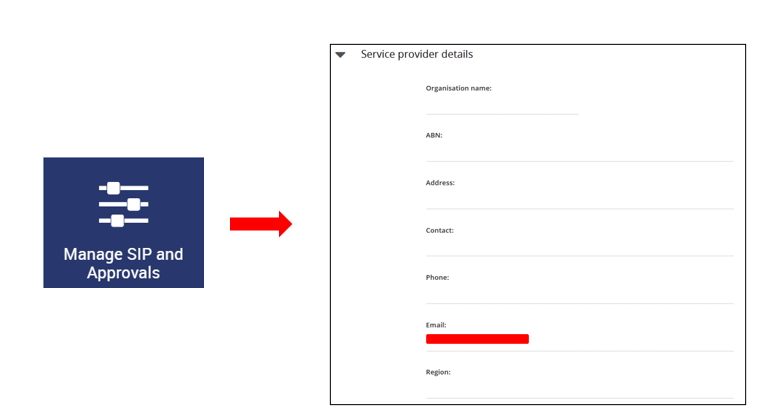 Manage SIP and
Approvals
Service provider details
Organisation name:
ABN:
Address:
Contact:
Phone:
Email:
Region: